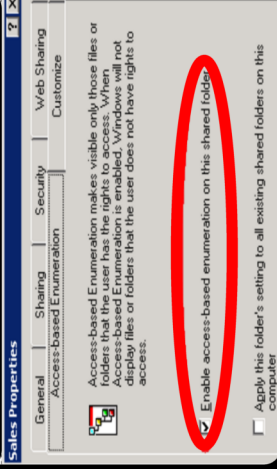 Sales Properties
General
Sharing
Security
Web Sharing
Access-based Enumeration
Customize
Access-based Enumeration makes visible only those files or
folders that the user has the rights to access. When
Access-based Enumeration is enabled, Windows will not
display files or folders that the user does not have rights to
access.
Enable access-based enumeration on this shared folder
Apply this folder's setting to all existing shared folders on this
computer